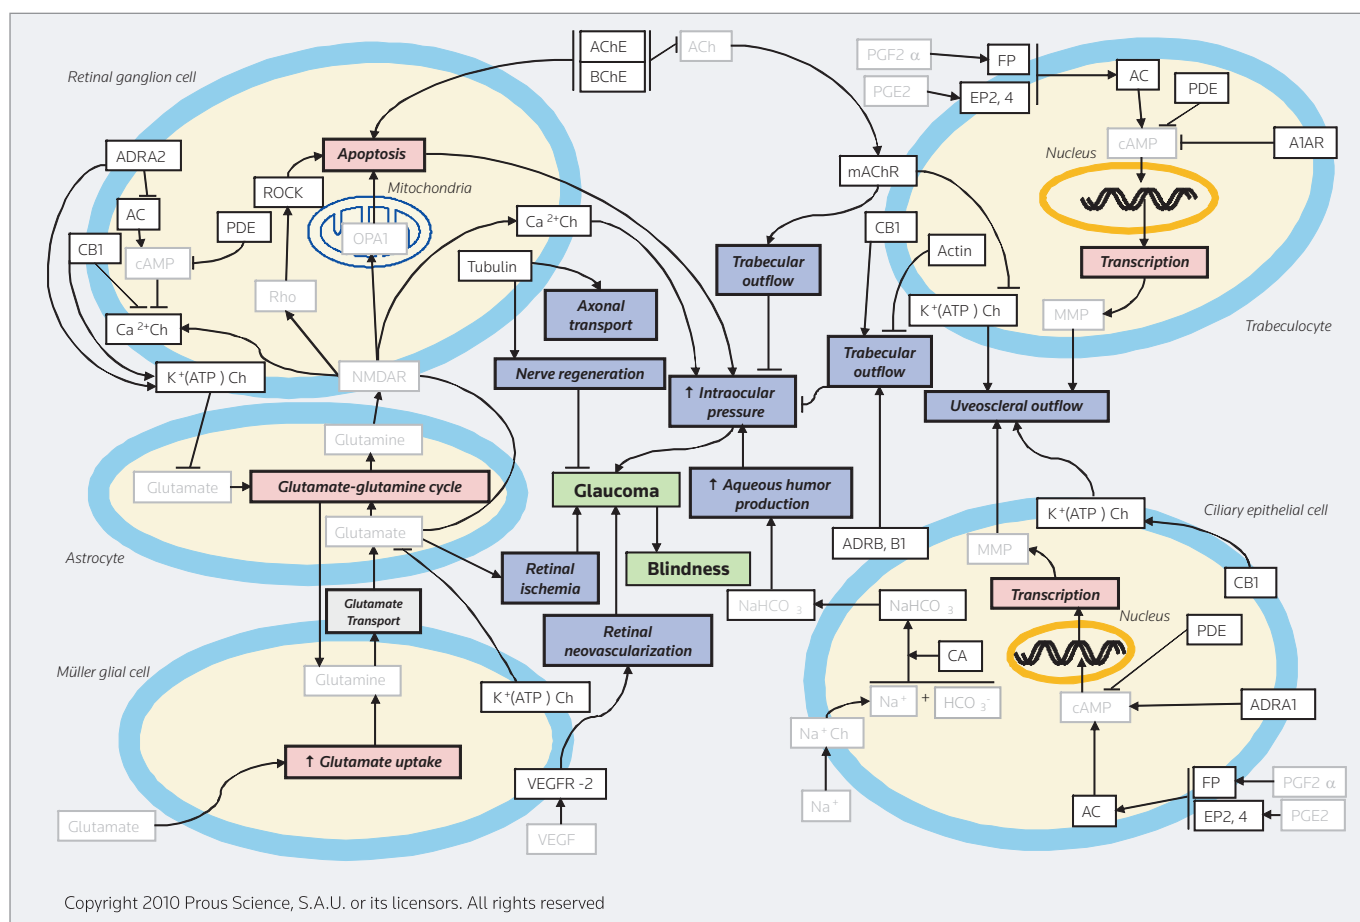 Retinal ganglion cell
AChE
BChE
ACh
PGF2 α
PGE2
FP
EP2, 4
AC
PDE
cAMP
A1AR
Nucleus
Transcription
MMP
Trabeculocyte
ADRA2
AC
CB1
cAMP
PDE
Ca 2+Ch
K+(ATP ) Ch
Apoptosis
ROCK
Mitochondria
OPA1
Rho
Ca 2+Ch
NMDAR
Tubulin
Axonal
transport
Nerve regeneration
mAChR
CB1
Actin
Trabecular
outflow
K+(ATP ) Ch
Trabecular
outflow
↑ Intraocular
pressure
Uveoscleral outflow
Glutamine
Glutamate
Glutamate-glutamine cycle
Glutamate
Astrocyte
Glaucoma
↑ Aqueous humor
production
Retinal
ischemia
Blindness
ADRB, B1
K+(ATP ) Ch
Ciliary epithelial cell
MMP
CB1
Transcription
Nucleus
PDE
NaHCO 3
NaHCO 3
CA
Na+ + HCO 3-
Na+Ch
Na+
cAMP
ADRA1
AC
FP
EP2, 4
PGF2 α
PGE2
Glutamate
Transport
Retinal
neovascularization
Müller glial cell
Glutamine
K+(ATP ) Ch
↑ Glutamate uptake
VEGFR -2
Glutamate
VEGF
Copyright 2010 Prous Science, S.A.U. or its licensors. All rights reserved